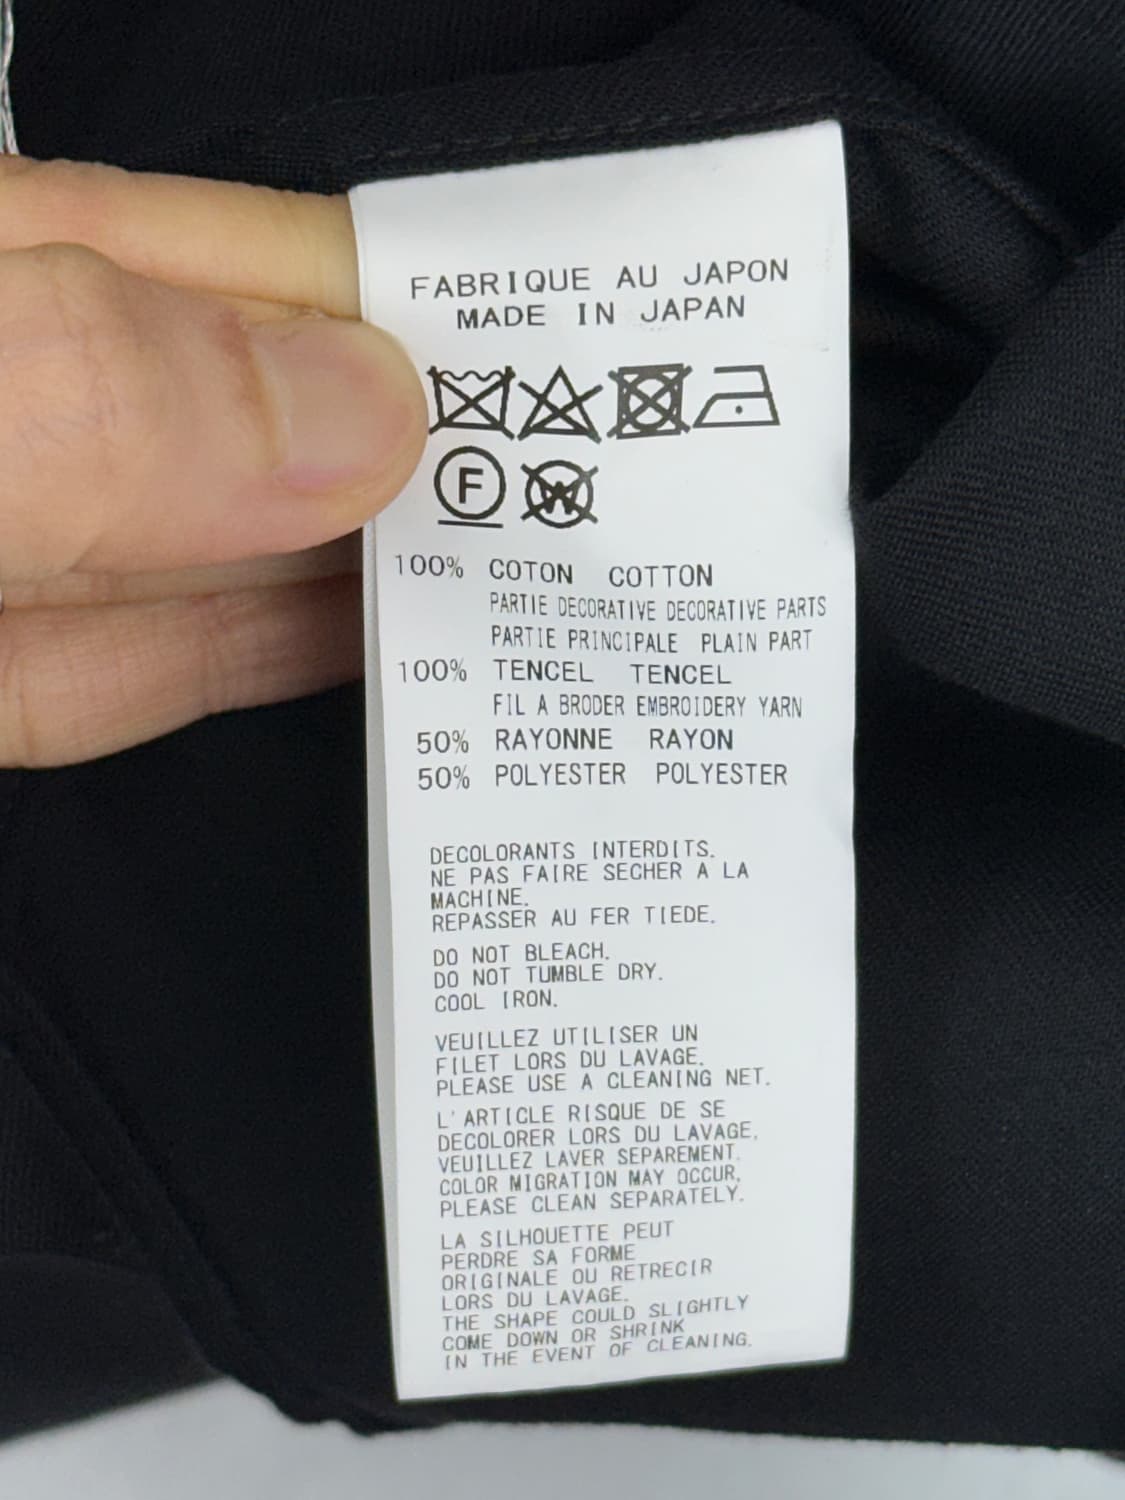 FABRIQUE AU JAPON
MADE IN JAPAN
F W
100% COTON COTTON
PARTIE DECORATIVE DECORATIVE PARTS
PARTIE PRINCIPALE PLAIN PART
100% TENCEL TENCEL
FIL A BRODER EMBROIDERY YARN
50% RAYONNE RAYON
50% POLYESTER POLYESTER
DECOLORANTS INTERDITS.
NE PAS FAIRE SECHER A LA
MACHINE.
REPASSER AU FER TIEDE.
DO NOT BLEACH.
DO NOT TUMBLE DRY.
COOL IRON.
VEUILLEZ UTILISER UN
FILET LORS DU LAVAGE.
PLEASE USE A CLEANING NET.
L'ARTICLE RISQUE DE SE
DECOLORER LORS DU LAVAGE,
VEUILLEZ LAVER SEPAREMENT.
COLOR MIGRATION MAY OCCUR,
PLEASE CLEAN SEPARATELY.
LA SILHOUETTE PEUT
PERDRE SA FORME
ORIGINALE OU RETRECIR
LORS DU LAVAGE.
THE SHAPE COULD SLIGHTLY
COME DOWN OR SHRINK
IN THE EVENT OF CLEANING.